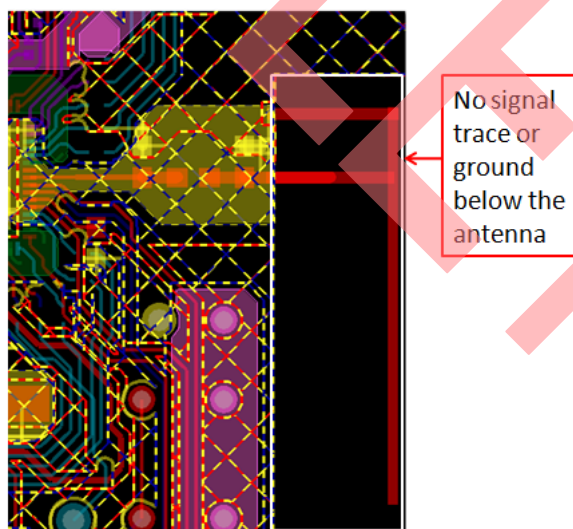 No signal
trace or
ground
below the
antenna